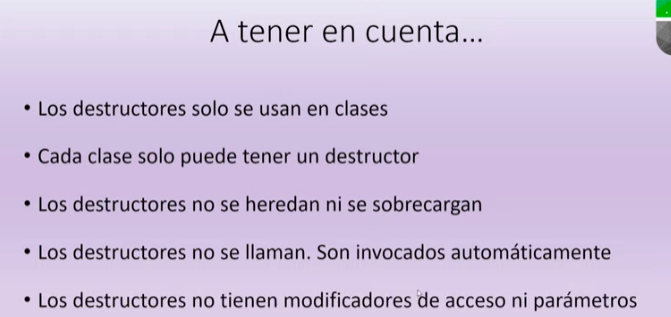 A tener en cuenta...
• Los destructores solo se usan en clases
• Cada clase solo puede tener un destructor
• Los destructores no se heredan ni se sobrecargan
• Los destructores no se llaman. Son invocados automáticamente
• Los destructores no tienen modificadores de acceso ni parámetros